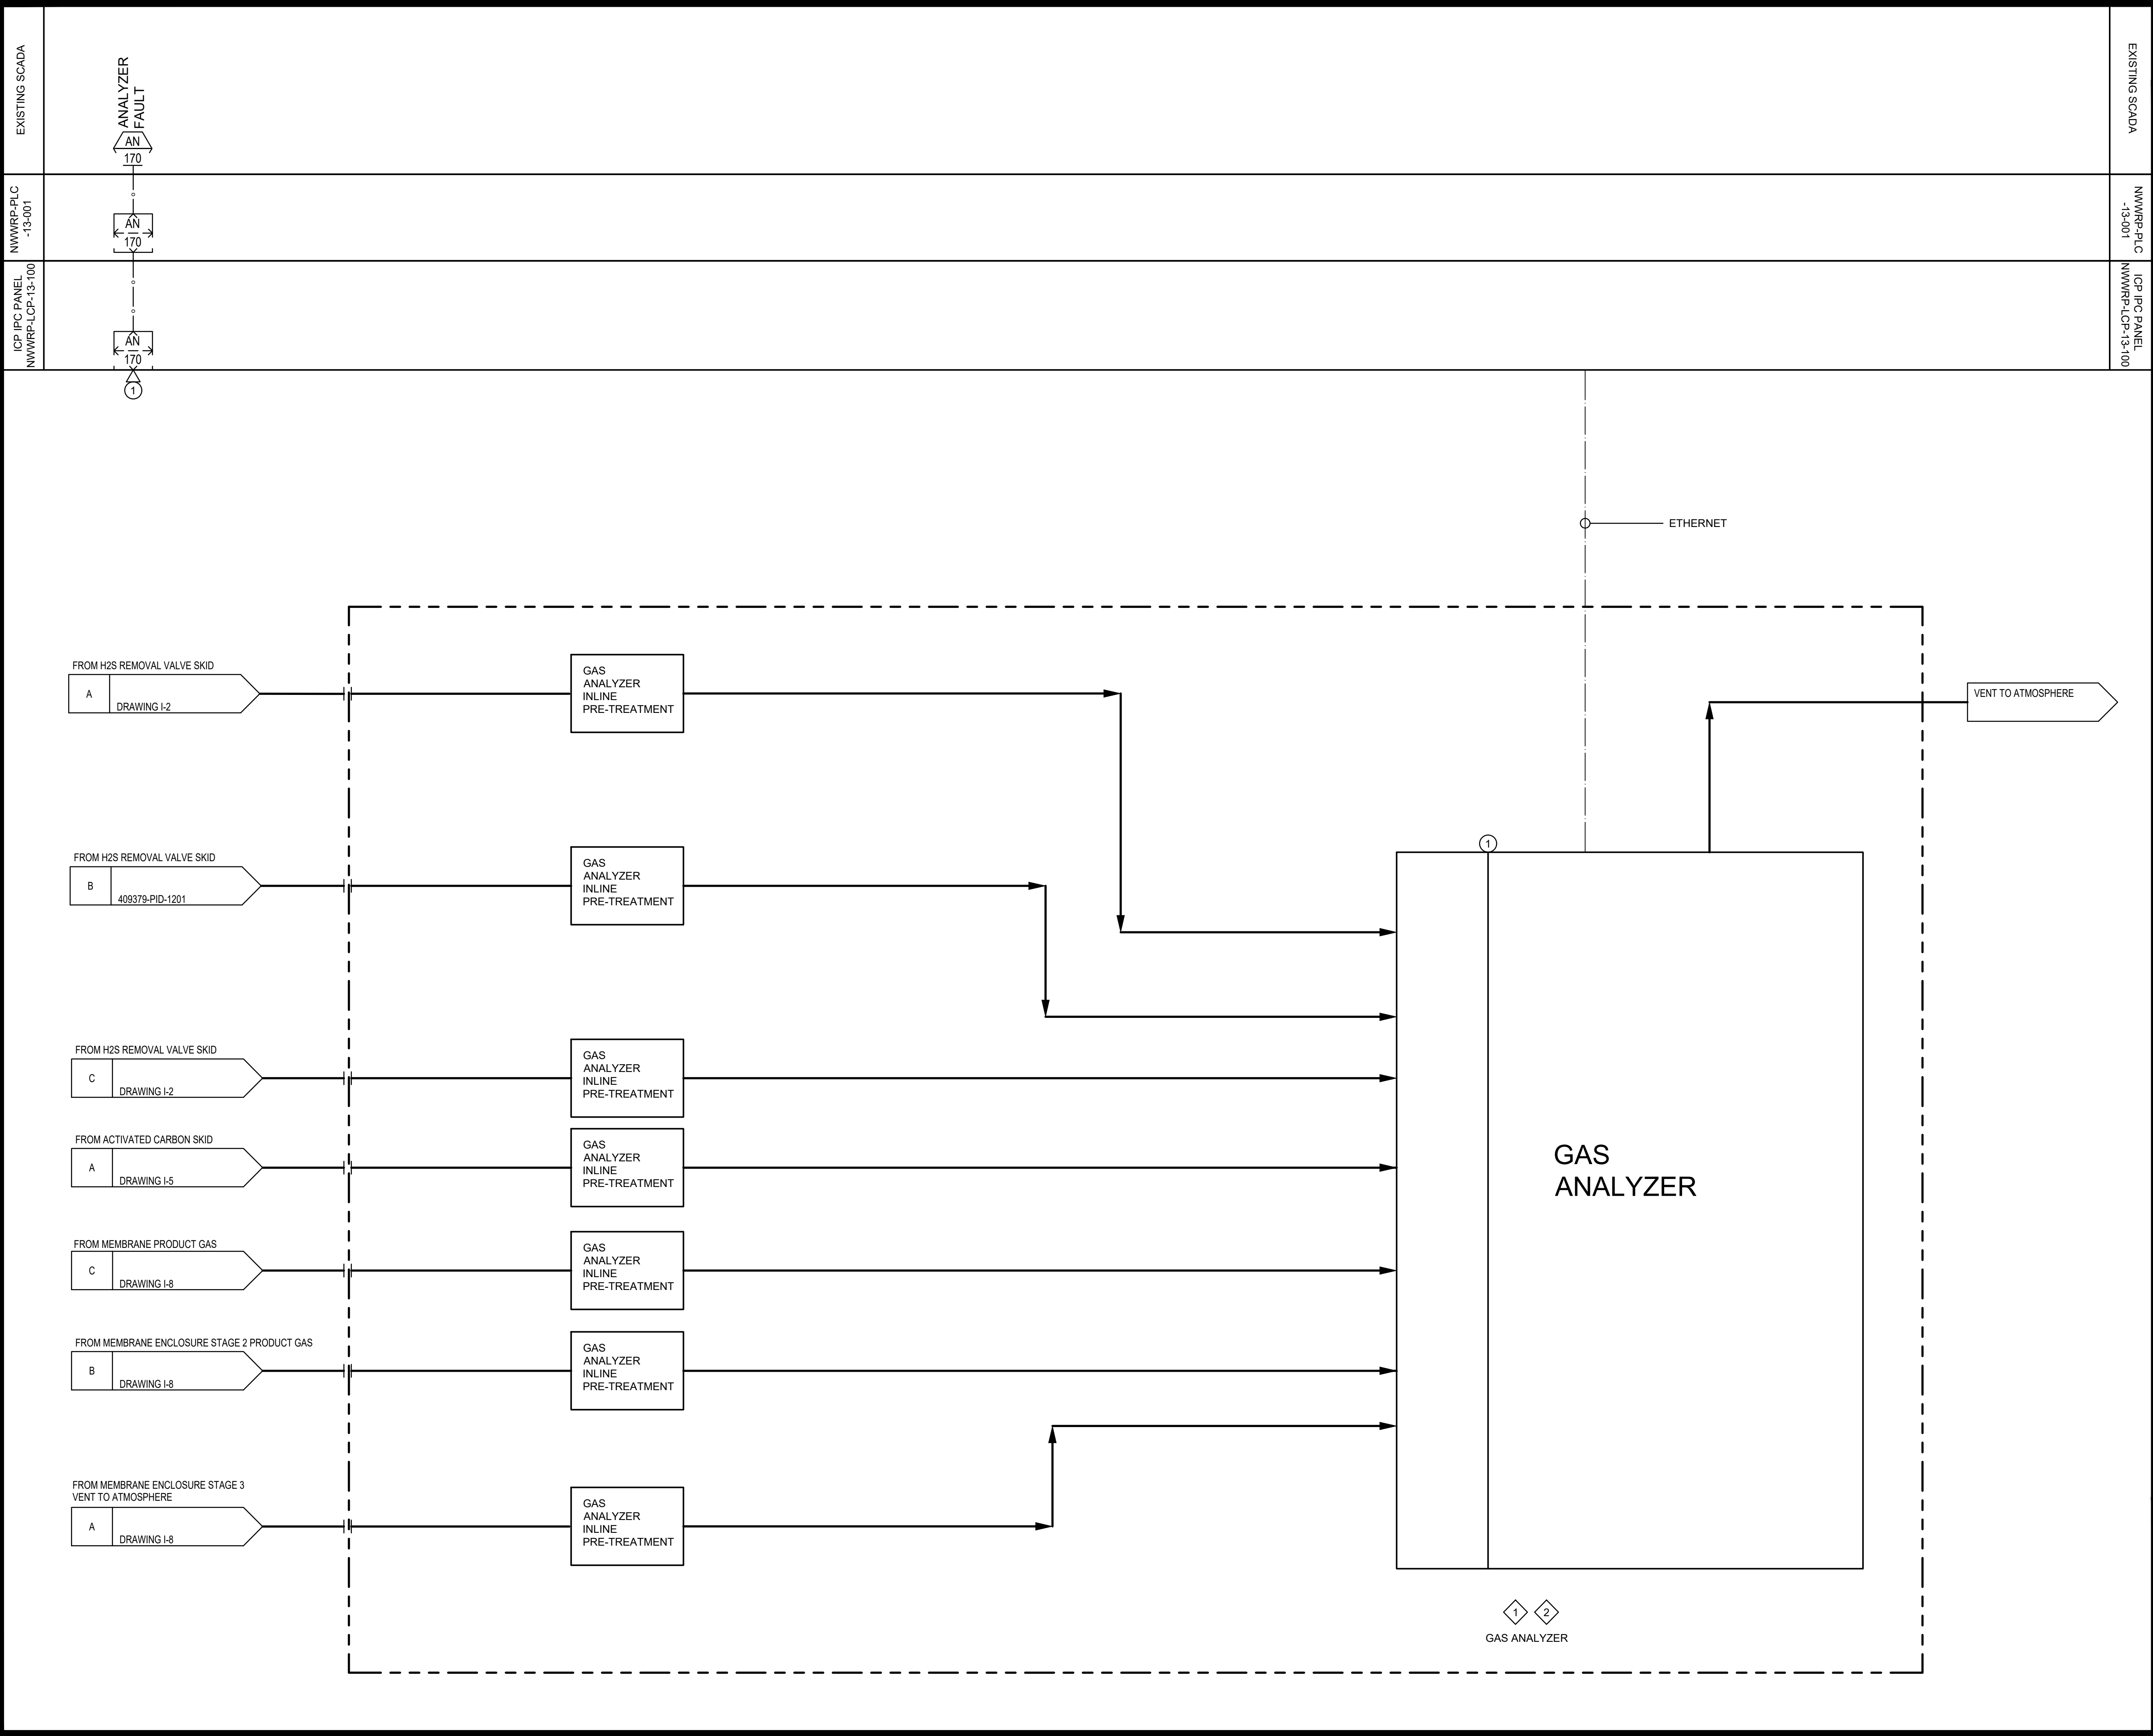 EXISTING SCADA
ANALYZER
FAULT
AN
170
EXISTING SCADA
NWWRP-PLC
-13-001
AN
170
NWWRP-PLC
-13-001
ICP IPC PANEL
NWWRP-LCP-13-100
AN
170
1
ICP IPC PANEL
NWWRP-LCP-13-100
ETHERNET
FROM H2S REMOVAL VALVE SKID
A
DRAWING I-2
GAS
ANALYZER
INLINE
PRE-TREATMENT
VENT TO ATMOSPHERE
FROM H2S REMOVAL VALVE SKID
B
409379-PID-1201
GAS
ANALYZER
INLINE
PRE-TREATMENT
1
FROM H2S REMOVAL VALVE SKID
C
DRAWING I-2
GAS
ANALYZER
INLINE
PRE-TREATMENT
FROM ACTIVATED CARBON SKID
A
DRAWING I-5
GAS
ANALYZER
INLINE
PRE-TREATMENT
GAS
ANALYZER
FROM MEMBRANE PRODUCT GAS
C
DRAWING I-8
GAS
ANALYZER
INLINE
PRE-TREATMENT
FROM MEMBRANE ENCLOSURE STAGE 2 PRODUCT GAS
B
DRAWING I-8
GAS
ANALYZER
INLINE
PRE-TREATMENT
FROM MEMBRANE ENCLOSURE STAGE 3
VENT TO ATMOSPHERE
A
DRAWING I-8
GAS
ANALYZER
INLINE
PRE-TREATMENT
1 2
GAS ANALYZER